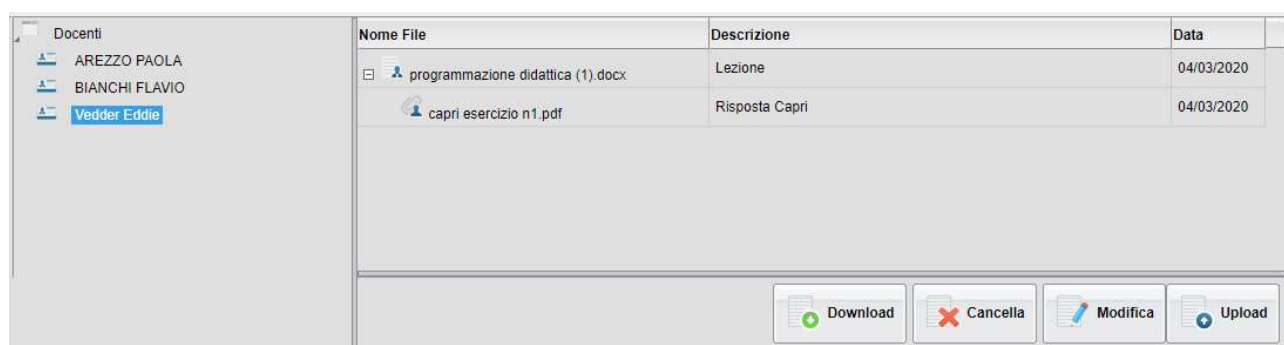 Docenti
AREZZO PAOLA
BIANCHI FLAVIO
Vedder Eddie
Nome File Descrizione Data
programmazione didattica (1).docx Lezione 04/03/2020
capri esercizio n1.pdf Risposta Capri 04/03/2020
Download Cancella Modifica Upload